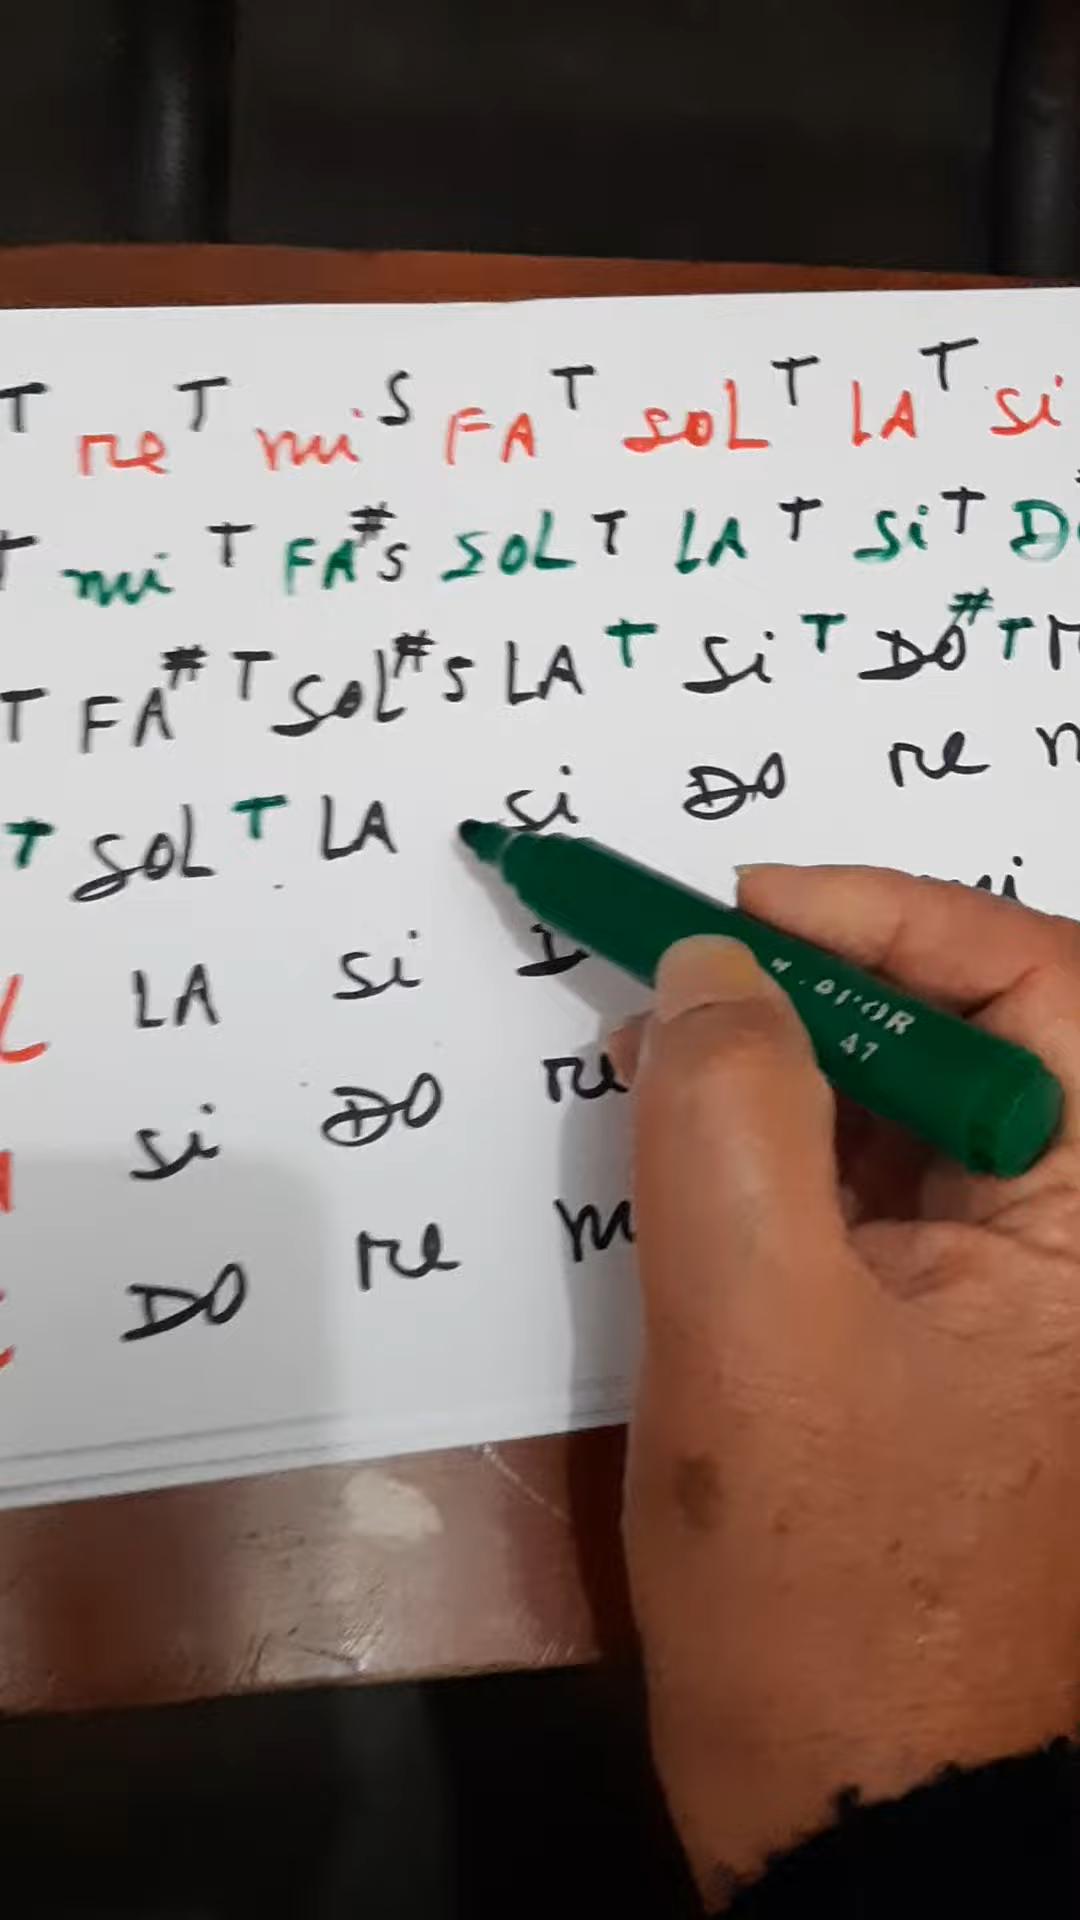 T re T mi S FA T SOL T LA T Si
T mi T FA# S SOL T LA T Si T D
T FA# T SOL# S LA T Si T DO# T
T SOL T LA Si DO re
LA Si mi
Si DO re
DO re m